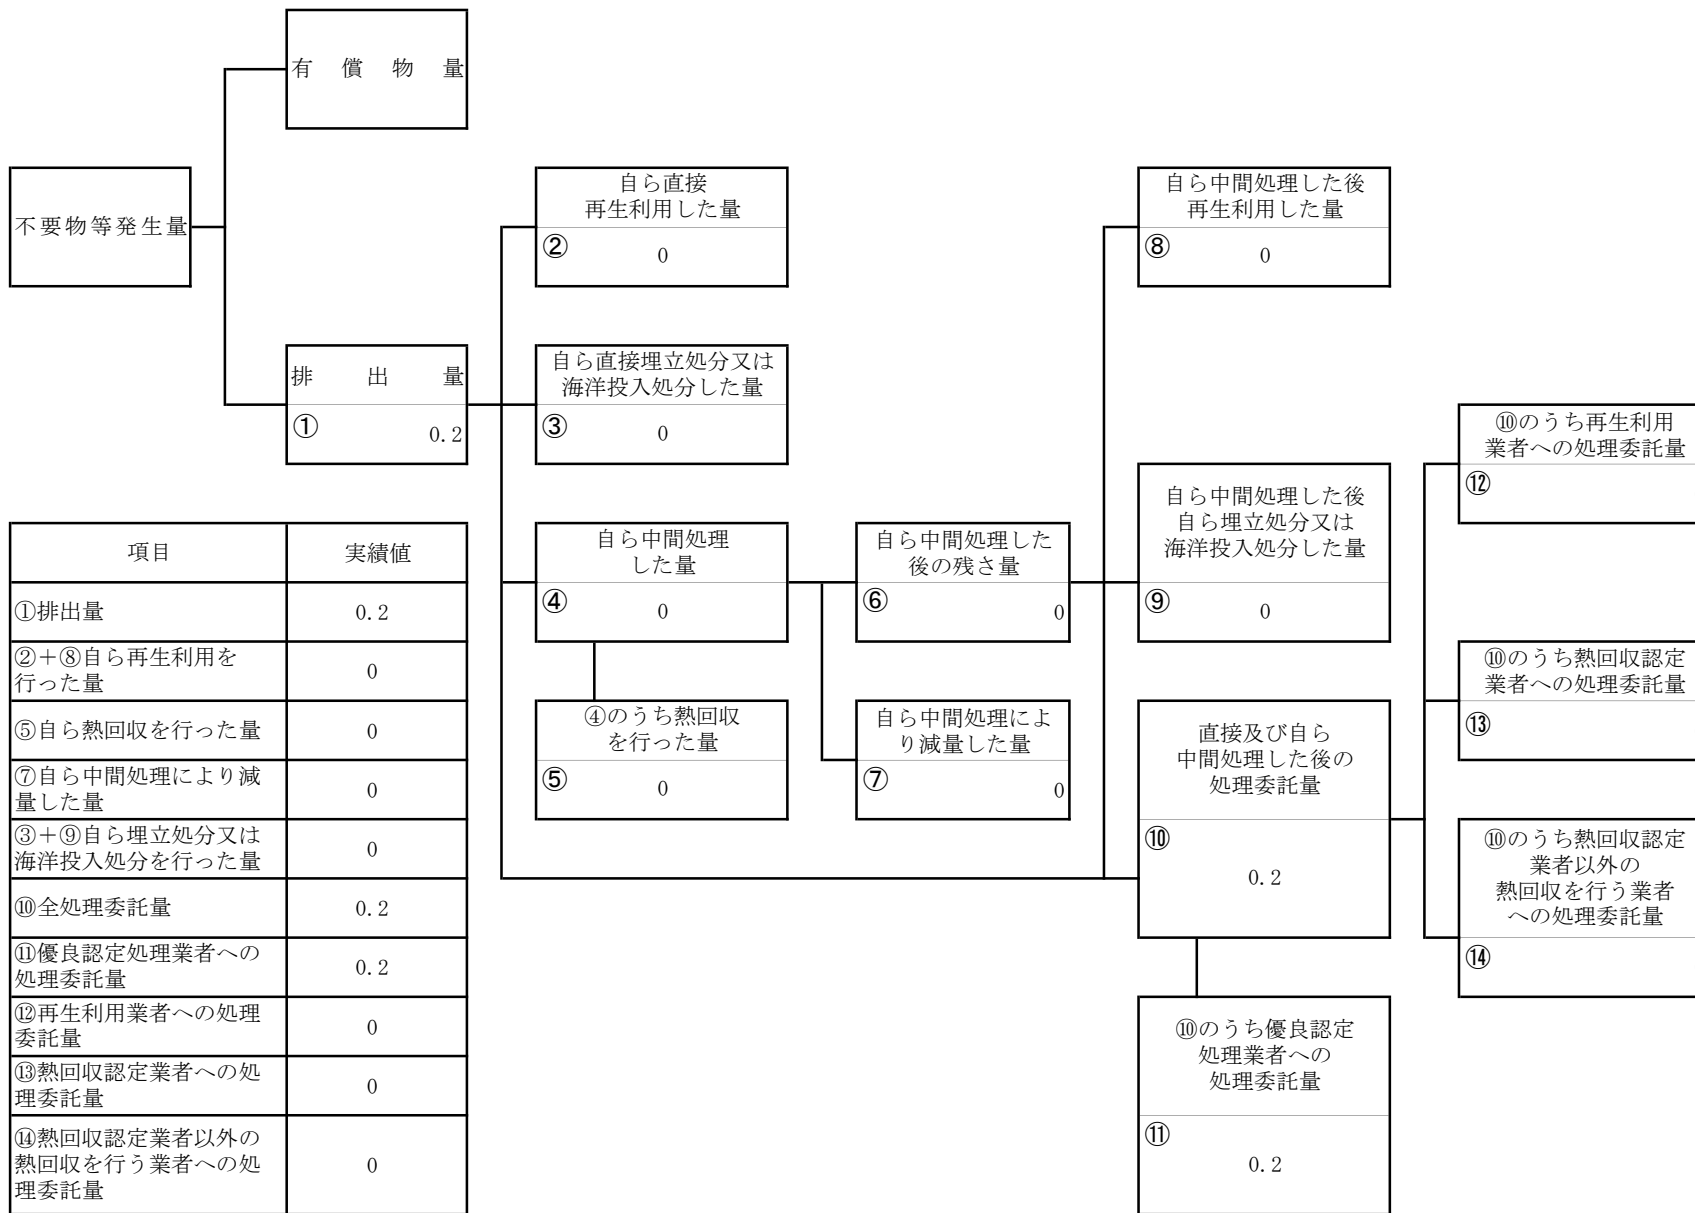 有償物量
不要物等発生量
排出量
① 0.2
自ら直接
再生利用した量
② 0
自ら直接埋立処分又は
海洋投入処分した量
③ 0
自ら中間処理
した量
④ 0
④のうち熱回収
を行った量
⑤ 0
自ら中間処理した
後の残さ量
⑥ 0
自ら中間処理によ
り減量した量
⑦ 0
自ら中間処理した後
再生利用した量
⑧ 0
自ら中間処理した後
自ら埋立処分又は
海洋投入処分した量
⑨ 0
直接及び自ら
中間処理した後の
処理委託量
⑩
0.2
⑩のうち優良認定
処理業者への
処理委託量
⑪
0.2
⑩のうち再生利用
業者への処理委託量
⑫
⑩のうち熱回収認定
業者への処理委託量
⑬
⑩のうち熱回収認定
業者以外の
熱回収を行う業者
への処理委託量
⑭
項目 実績値
①排出量 0.2
②+⑧自ら再生利用を
行った量 0
⑤自ら熱回収を行った量 0
⑦自ら中間処理により減
量した量 0
③+⑨自ら埋立処分又は
海洋投入処分を行った量 0
⑩全処理委託量 0.2
⑪優良認定処理業者への
処理委託量 0.2
⑫再生利用業者への処理
委託量 0
⑬熱回収認定業者への処
理委託量 0
⑭熱回収認定業者以外の
熱回収を行う業者への処
理委託量 0